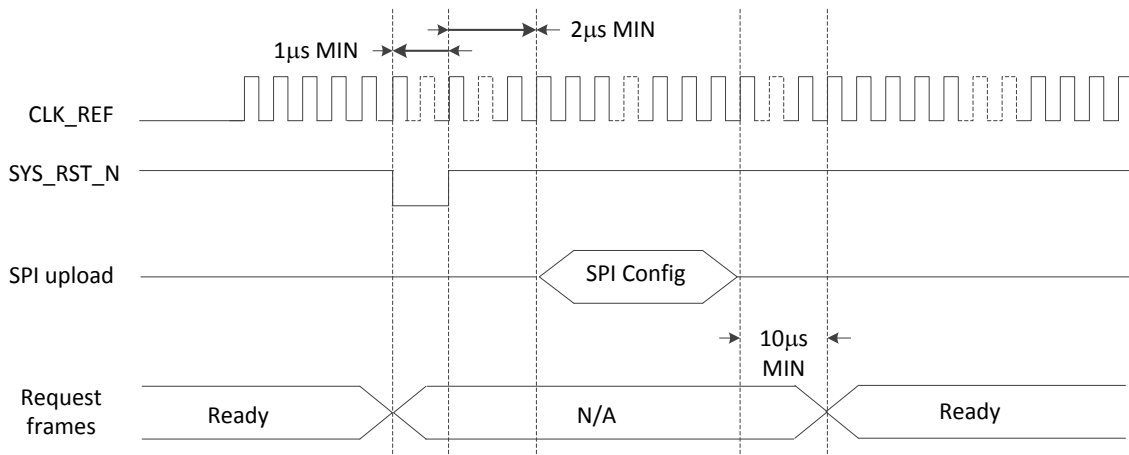 2μs MIN
1μs MIN
CLK_REF
SYS_RST_N
SPI upload
SPI Config
10μs
MIN
Request
frames
Ready
N/A
Ready